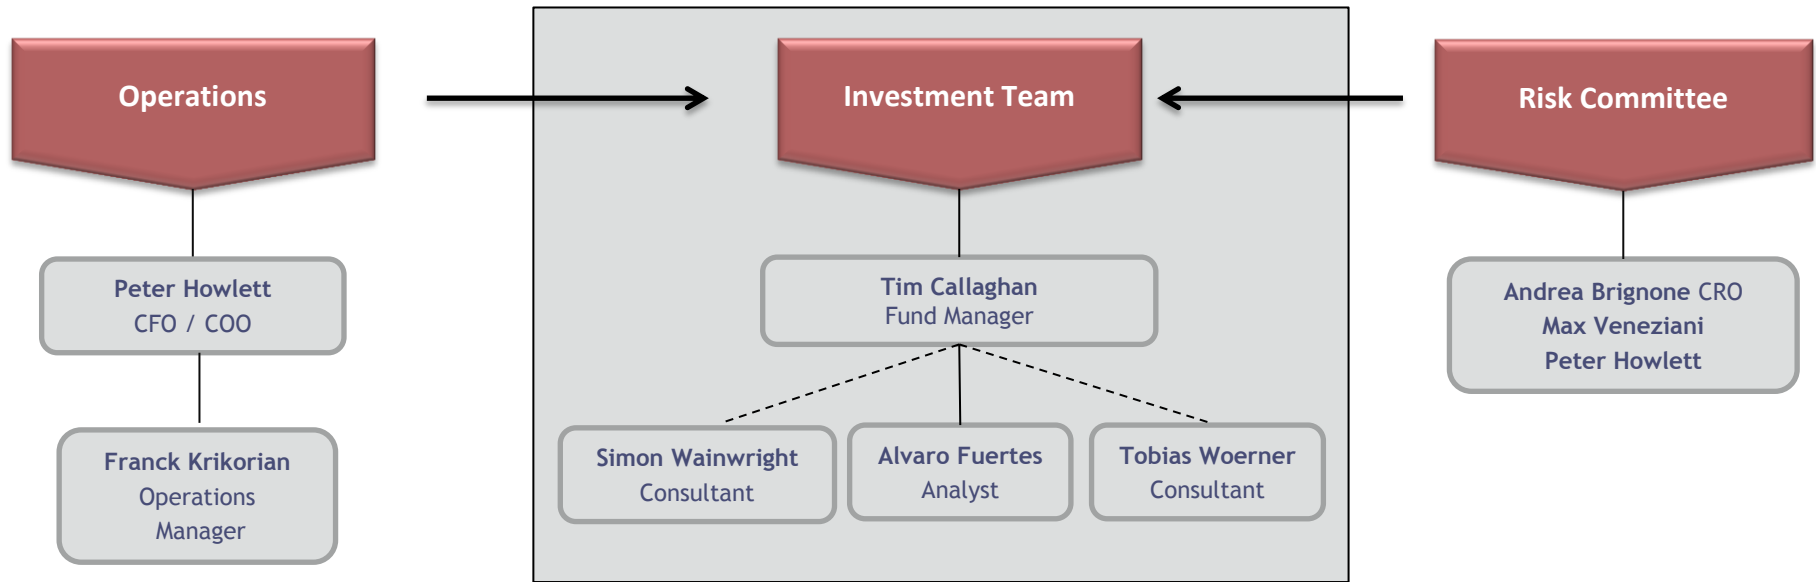 Operations
Investment Team
Risk Committee
Peter Howlett
CFO / COO
Franck Krikorian
Operations
Manager
Tim Callaghan
Fund Manager
Simon Wainwright
Consultant
Alvaro Fuertes
Analyst
Tobias Woerner
Consultant
Andrea Brignone CRO
Max Veneziani
Peter Howlett